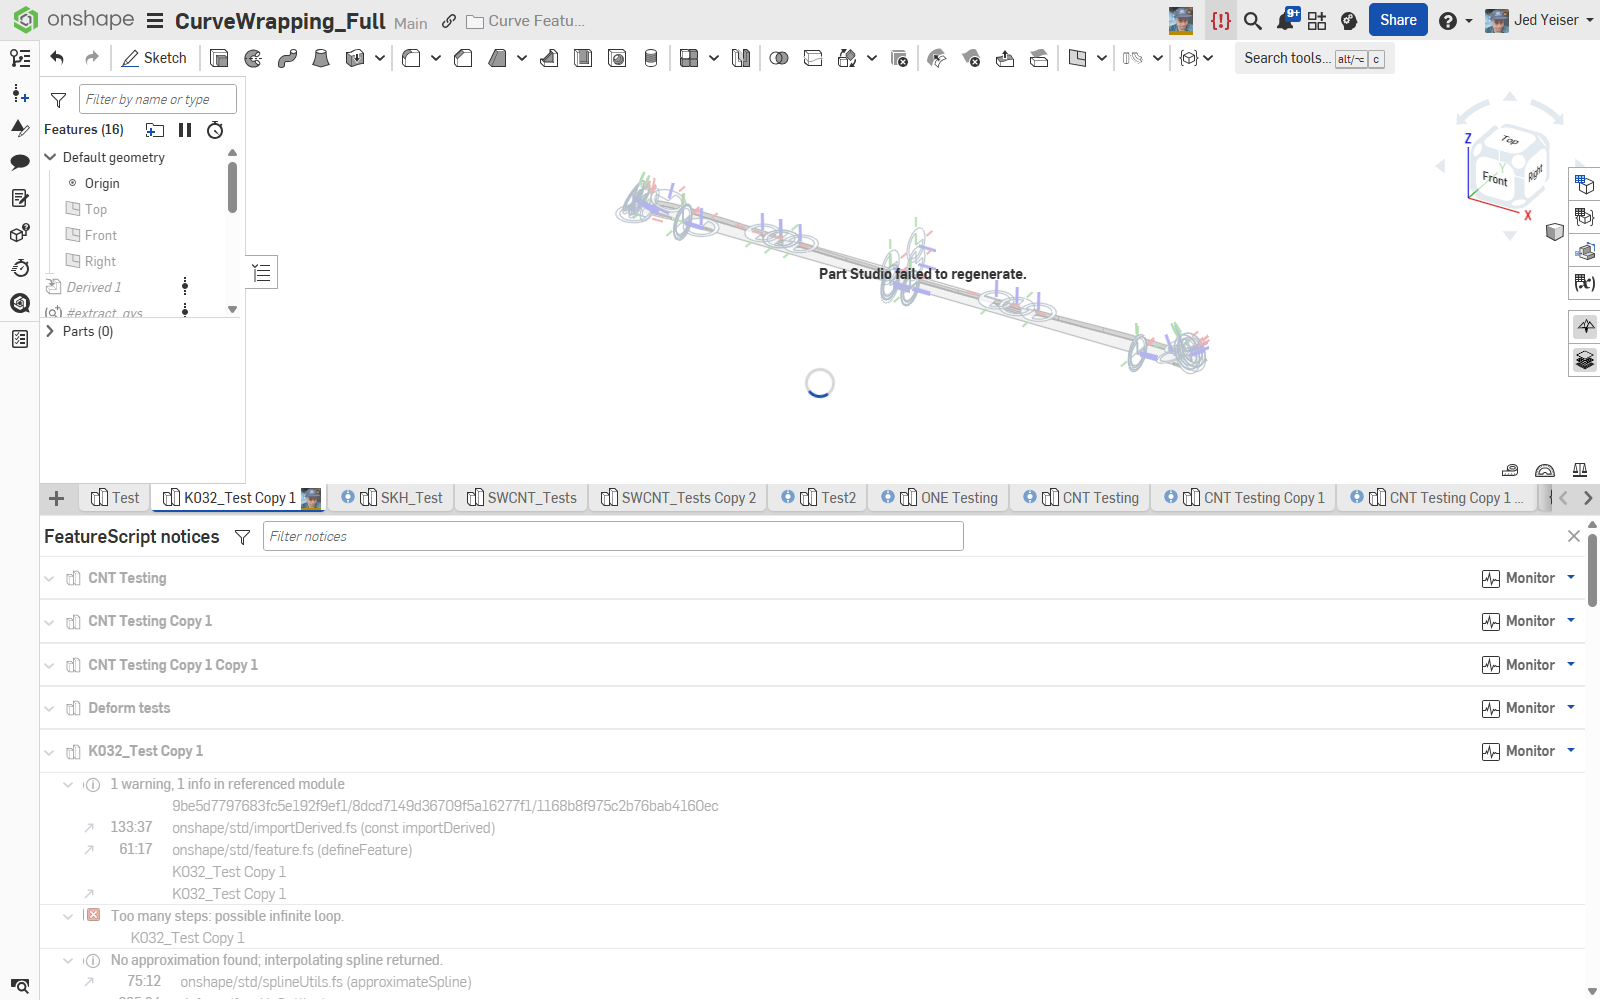 onshape CurveWrapping_Full Main Curve Featu... 9+ Share Jed Yeiser
Sketch Search tools... alt/⌥ c
Filter by name or type
Features (16)
Default geometry
Origin
Top
Front
Right
Derived 1
#extract_qvs
Parts (0)
Part Studio failed to regenerate.
Z
Top
Y
Front
Right
X
Test K032_Test Copy 1 SKH_Test SWCNT_Tests SWCNT_Tests Copy 2 Test2 ONE Testing CNT Testing CNT Testing Copy 1 CNT Testing Copy 1 ...
FeatureScript notices Filter notices
CNT Testing Monitor
CNT Testing Copy 1 Monitor
CNT Testing Copy 1 Copy 1 Monitor
Deform tests Monitor
K032_Test Copy 1 Monitor
1 warning, 1 info in referenced module
9be5d7797683fc5e192f9ef1/8dcd7149d36709f5a16277f1/1168b8f975c2b76bab4160ec
133:37 onshape/std/importDerived.fs (const importDerived)
61:17 onshape/std/feature.fs (defineFeature)
K032_Test Copy 1
K032_Test Copy 1
Too many steps: possible infinite loop.
K032_Test Copy 1
No approximation found; interpolating spline returned.
75:12 onshape/std/splineUtils.fs (approximateSpline)